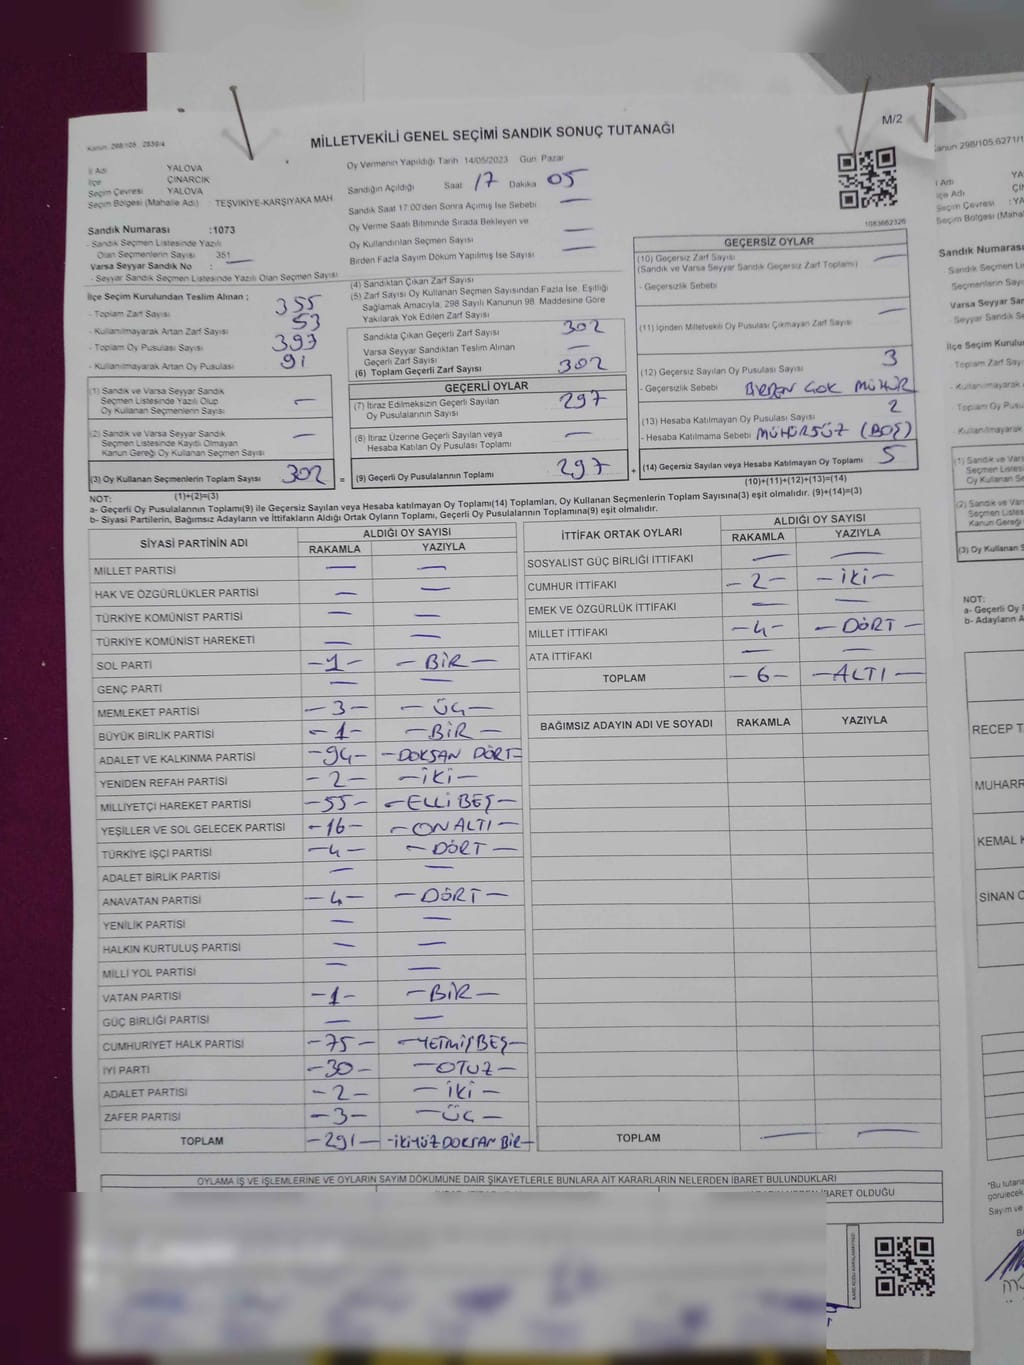 M/2
Kanun 298/105
MİLLETVEKİLİ GENEL SEÇİMİ SANDIK SONUÇ TUTANAĞI
İl Adı YALOVA
İlçe ÇINARCIK
Seçim Çevresi YALOVA
Seçim Bölgesi (Mahalle Adı) TEŞVİKİYE-KARŞIYAKA MAH
Oy Vermenin Yapıldığı Tarih 14/05/2023 Gün Pazar
Sandığın Açıldığı Saat 17 Dakika 05
Sandık Saat 17:00'den Sonra Açımış İse Sebebi —
Oy Verme Saati Bitiminde Sırada Bekleyen ve
Oy Kullandırılan Seçmen Sayısı —
Birden Fazla Sayım Döküm Yapılmış İse Sayısı —
1083662326
Sandık Numarası :1073
- Sandık Seçmen Listesinde Yazılı
Olan Seçmenlerin Sayısı 351
Varsa Seyyar Sandık No : —
- Seyyar Sandık Seçmen Listesinde Yazılı Olan Seçmen Sayısı
İlçe Seçim Kurulundan Teslim Alınan ;
- Toplam Zarf Sayısı 355
- Kullanılmayarak Artan Zarf Sayısı 53
- Toplam Oy Pusulası Sayısı 393
- Kullanılmayarak Artan Oy Pusulası 91
(1) Sandık ve Varsa Seyyar Sandık
Seçmen Listesinde Yazılı Olup
Oy Kullanan Seçmenlerin Sayısı —
(2) Sandık ve Varsa Seyyar Sandık
Seçmen Listesinde Kayıtlı Olmayan
Kanun Gereği Oy Kullanan Seçmen Sayısı —
(3) Oy Kullanan Seçmenlerin Toplam Sayısı 302 =
(1)+(2)=(3)
(4) Sandıktan Çıkan Zarf Sayısı
(5) Zarf Sayısı Oy Kullanan Seçmen Sayısından Fazla İse, Eşitliği
Sağlamak Amacıyla, 298 Sayılı Kanunun 98. Maddesine Göre
Yakılarak Yok Edilen Zarf Sayısı
Sandıkta Çıkan Geçerli Zarf Sayısı 302
Varsa Seyyar Sandıktan Teslim Alınan
Geçerli Zarf Sayısı —
(6) Toplam Geçerli Zarf Sayısı 302
GEÇERLİ OYLAR
(7) İtiraz Edilmeksizin Geçerli Sayılan
Oy Pusulalarının Sayısı 297
(8) İtiraz Üzerine Geçerli Sayılan veya
Hesaba Katılan Oy Pusulası Toplamı —
(9) Geçerli Oy Pusulalarının Toplamı 297 +
GEÇERSİZ OYLAR
(10) Geçersiz Zarf Sayısı
(Sandık ve Varsa Seyyar Sandık Geçersiz Zarf Toplamı) —
- Geçersizlik Sebebi
(11) İçinden Milletvekili Oy Pusulası Çıkmayan Zarf Sayısı —
(12) Geçersiz Sayılan Oy Pusulası Sayısı 3
- Geçersizlik Sebebi BİRDEN ÇOK MÜHÜR
(13) Hesaba Katılmayan Oy Pusulası Sayısı 2
- Hesaba Katılmama Sebebi MÜHÜRSÜZ (BOŞ)
(14) Geçersiz Sayılan veya Hesaba Katılmayan Oy Toplamı 5
(10)+(11)+(12)+(13)=(14)
NOT:
a- Geçerli Oy Pusulalarının Toplamı(9) ile Geçersiz Sayılan veya Hesaba katılmayan Oy Toplamı(14) Toplamları, Oy Kullanan Seçmenlerin Toplam Sayısına(3) eşit olmalıdır. (9)+(14)=(3)
b- Siyasi Partilerin, Bağımsız Adayların ve İttifakların Aldığı Ortak Oyların Toplamı, Geçerli Oy Pusulalarının Toplamına(9) eşit olmalıdır.
SİYASİ PARTİNİN ADI ALDIĞI OY SAYISI
RAKAMLA YAZIYLA
MİLLET PARTİSİ — —
HAK VE ÖZGÜRLÜKLER PARTİSİ — —
TÜRKİYE KOMÜNİST PARTİSİ — —
TÜRKİYE KOMÜNİST HAREKETİ — —
SOL PARTİ -1- -BİR-
GENÇ PARTİ — —
MEMLEKET PARTİSİ -3- -ÜÇ-
BÜYÜK BİRLİK PARTİSİ -1- -BİR-
ADALET VE KALKINMA PARTİSİ -94- -DOKSAN DÖRT-
YENİDEN REFAH PARTİSİ -2- -İKİ-
MİLLİYETÇİ HAREKET PARTİSİ -55- -ELLİ BEŞ-
YEŞİLLER VE SOL GELECEK PARTİSİ -16- -ON ALTI-
TÜRKİYE İŞÇİ PARTİSİ -4- -DÖRT-
ADALET BİRLİK PARTİSİ — —
ANAVATAN PARTİSİ -4- -DÖRT-
YENİLİK PARTİSİ — —
HALKIN KURTULUŞ PARTİSİ — —
MİLLİ YOL PARTİSİ — —
VATAN PARTİSİ -1- -BİR-
GÜÇ BİRLİĞİ PARTİSİ — —
CUMHURİYET HALK PARTİSİ -75- -YETMİŞBEŞ-
İYİ PARTİ -30- -OTUZ-
ADALET PARTİSİ -2- -İKİ-
ZAFER PARTİSİ -3- -ÜÇ-
TOPLAM -291- -İKİYÜZ DOKSAN BİR-
İTTİFAK ORTAK OYLARI ALDIĞI OY SAYISI
RAKAMLA YAZIYLA
SOSYALİST GÜÇ BİRLİĞİ İTTİFAKI — —
CUMHUR İTTİFAKI -2- -İKİ-
EMEK VE ÖZGÜRLÜK İTTİFAKI — —
MİLLET İTTİFAKI -4- -DÖRT-
ATA İTTİFAKI — —
TOPLAM -6- -ALTI-
BAĞIMSIZ ADAYIN ADI VE SOYADI RAKAMLA YAZIYLA
TOPLAM — —
OYLAMA İŞ VE İŞLEMLERİNE VE OYLARIN SAYIM DÖKÜMÜNE DAİR ŞİKAYETLERLE BUNLARA AİT KARARLARIN NELERDEN İBARET BULUNDUKLARI
İBARET OLDUĞU
Kanun 298/105
İl Adı
İlçe
Seçim Çevresi
Seçim Bölgesi (Mahalle Adı)
Sandık Numarası
- Sandık Seçmen
Varsa Seyyar
- Seyyar Sandık
İlçe Seçim
Toplam Zarf
NOT:
a- Geçerli Oy
b- Adayların
RECEP
KEMAL
SİNAN